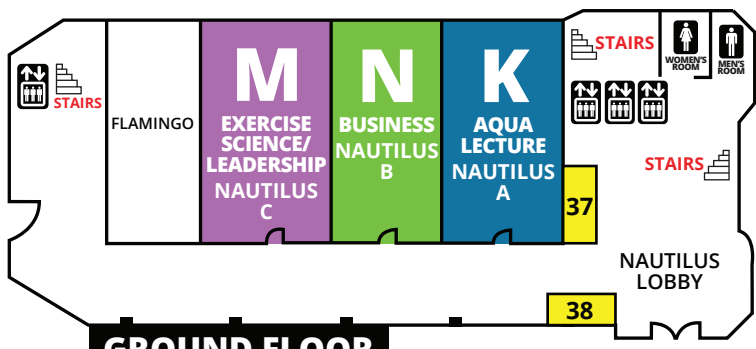 STAIRS
FLAMINGO
M
EXERCISE
SCIENCE/
LEADERSHIP
NAUTILUS
C
N
BUSINESS
NAUTILUS
B
K
AQUA
LECTURE
NAUTILUS
A
STAIRS
WOMEN'S
ROOM
MEN'S
ROOM
STAIRS
37
NAUTILUS
LOBBY
38
GROUND FLOOR